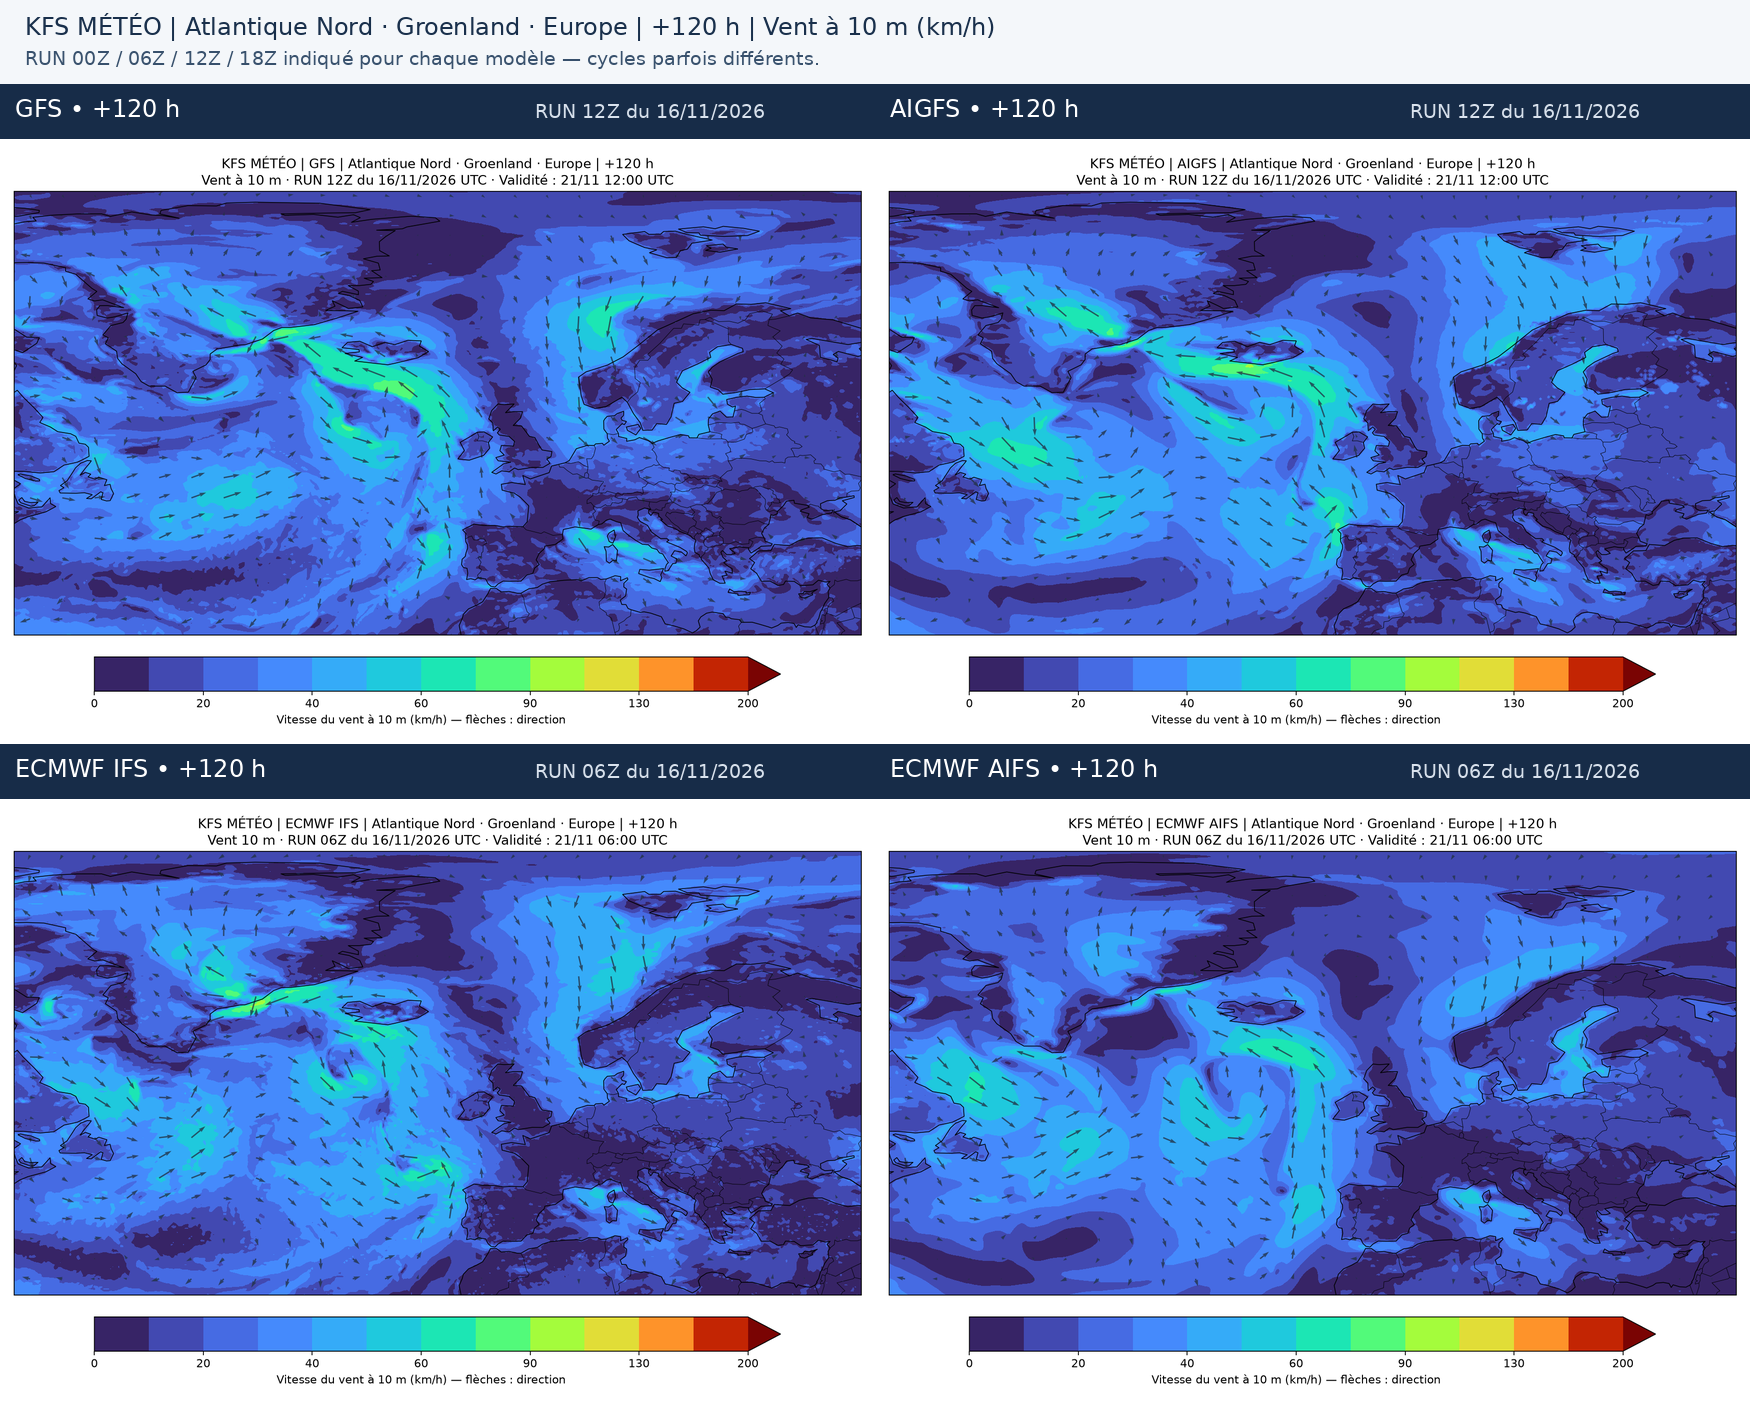 KFS MÉTÉO | Atlantique Nord · Groenland · Europe | +120 h | Vent à 10 m (km/h)
RUN 00Z / 06Z / 12Z / 18Z indiqué pour chaque modèle — cycles parfois différents.
GFS • +120 h
RUN 12Z du 16/11/2026
KFS MÉTÉO | GFS | Atlantique Nord · Groenland · Europe | +120 h
Vent à 10 m · RUN 12Z du 16/11/2026 UTC · Validité : 21/11 12:00 UTC
0 20 40 60 90 130 200
Vitesse du vent à 10 m (km/h) — flèches : direction
AIGFS • +120 h
RUN 12Z du 16/11/2026
KFS MÉTÉO | AIGFS | Atlantique Nord · Groenland · Europe | +120 h
Vent à 10 m · RUN 12Z du 16/11/2026 UTC · Validité : 21/11 12:00 UTC
0 20 40 60 90 130 200
Vitesse du vent à 10 m (km/h) — flèches : direction
ECMWF IFS • +120 h
RUN 06Z du 16/11/2026
KFS MÉTÉO | ECMWF IFS | Atlantique Nord · Groenland · Europe | +120 h
Vent 10 m · RUN 06Z du 16/11/2026 UTC · Validité : 21/11 06:00 UTC
0 20 40 60 90 130 200
Vitesse du vent à 10 m (km/h) — flèches : direction
ECMWF AIFS • +120 h
RUN 06Z du 16/11/2026
KFS MÉTÉO | ECMWF AIFS | Atlantique Nord · Groenland · Europe | +120 h
Vent 10 m · RUN 06Z du 16/11/2026 UTC · Validité : 21/11 06:00 UTC
0 20 40 60 90 130 200
Vitesse du vent à 10 m (km/h) — flèches : direction